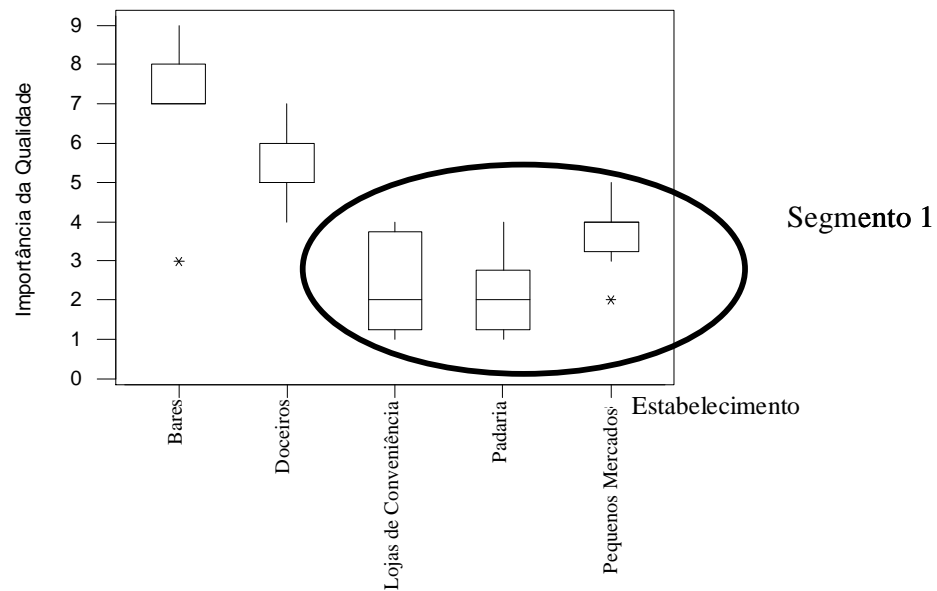 Importância da Qualidade
9
8
7
6
5
4
3
2
1
0
Segmento 1
Estabelecimento
Bares
Doceiros
Lojas de Conveniência
Padaria
Pequenos Mercados